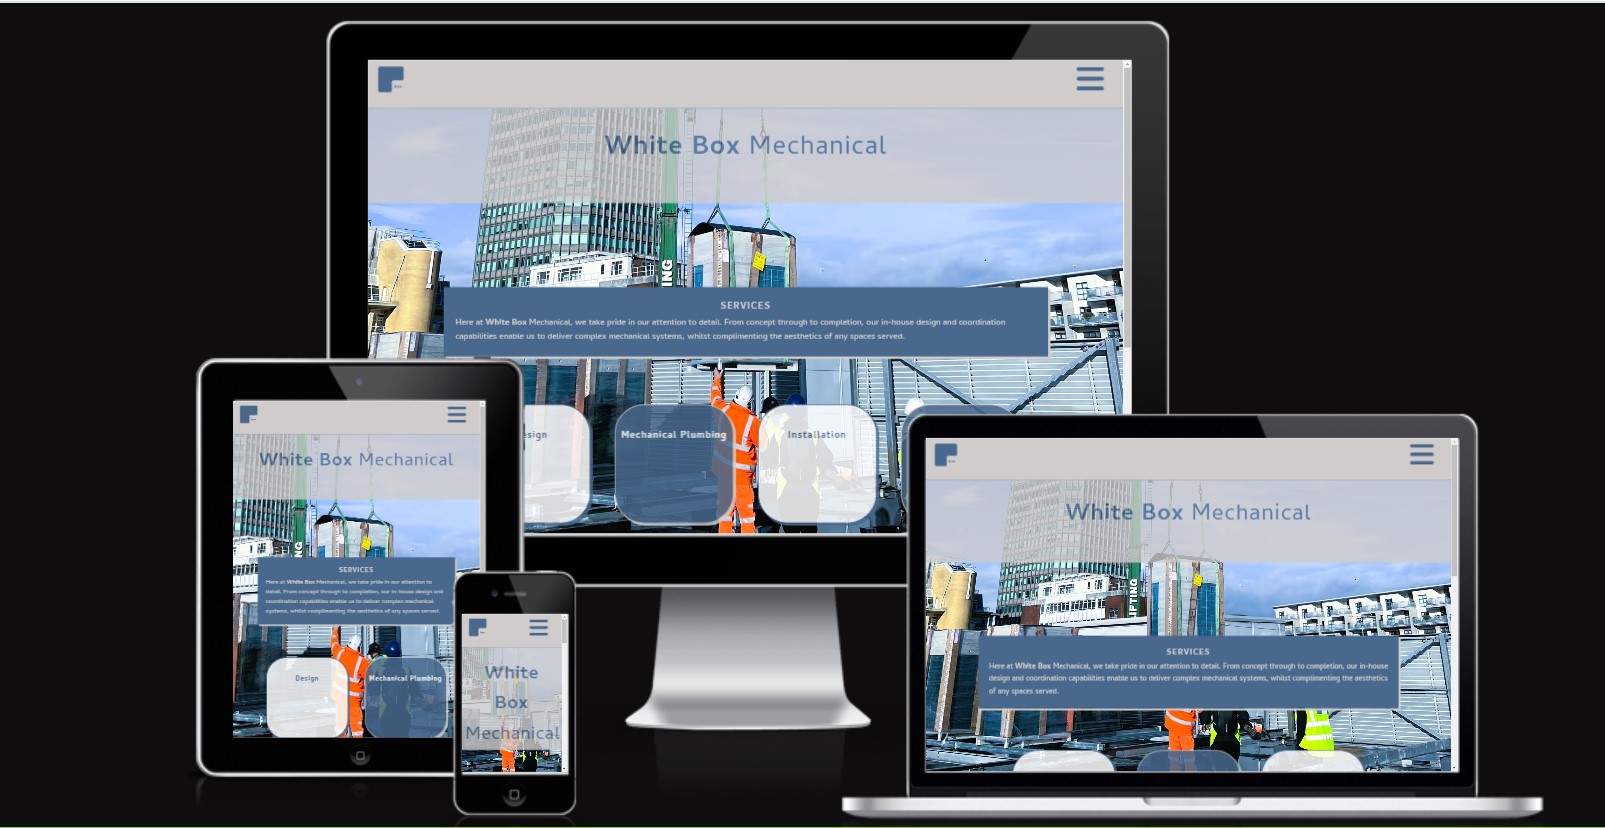 White Box Mechanical
ING
SERVICES
Here at White Box Mechanical, we take pride in our attention to detail. From concept through to completion, our in-house design and coordination
capabilities enable us to deliver complex mechanical systems, whilst complimenting the aesthetics of any spaces served.
esign
Mechanical Plumbing
Installation
White Box Mechanical
NG
SERVICES
Here at White Box Mechanical, we take pride in our attention to
detail. From concept through to completion, our in-house design and
coordination capabilities enable us to deliver complex mechanical
systems, whilst complimenting the aesthetics of any spaces served.
Design
Mechanical Plumbing
White
Box
Mechanical
White Box Mechanical
IFTING
SERVICES
Here at White Box Mechanical, we take pride in our attention to detail. From concept through to completion, our in-house
design and coordination capabilities enable us to deliver complex mechanical systems, whilst complimenting the aesthetics
of any spaces served.